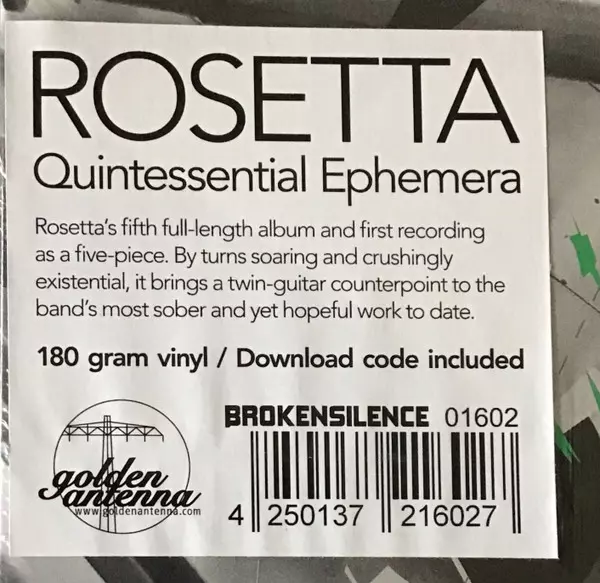 ROSETTA
Quintessential Ephemera
Rosetta's fifth full-length album and first recording
as a five-piece. By turns soaring and crushingly
existential, it brings a twin-guitar counterpoint to the
band's most sober and yet hopeful work to date.
180 gram vinyl / Download code included
golden
antenna
www.goldenantenna.com
BROKENSILENCE 01602
4 250137 216027